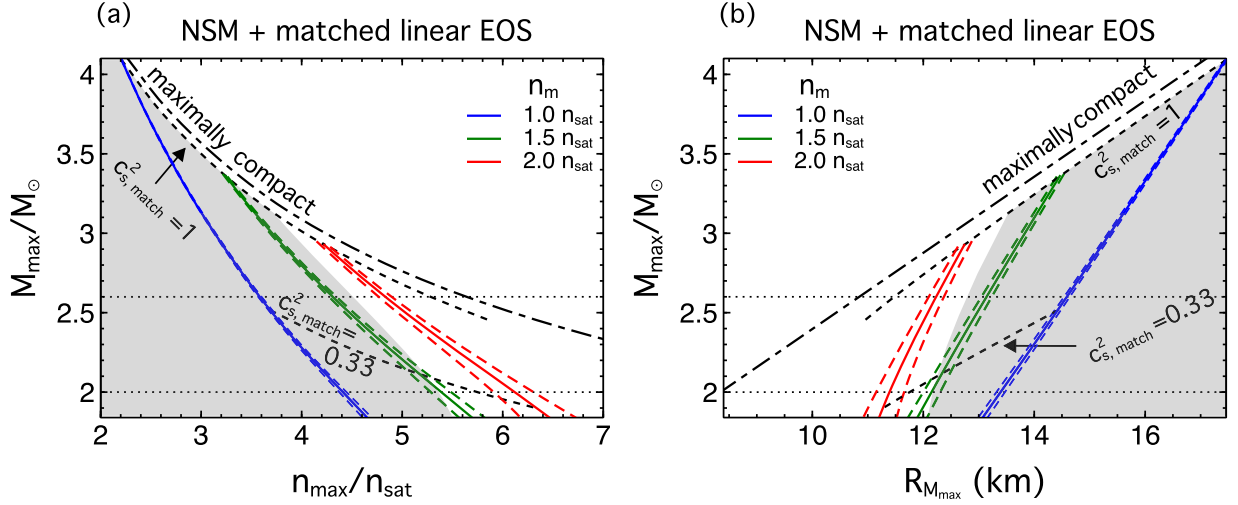 (a)
NSM + matched linear EOS
M_max/M_⊙
4
3.5
3
2.5
2
maximally compact
c²_s, match = 1
c²_s, match = 0.33
n_m
1.0 n_sat
1.5 n_sat
2.0 n_sat
2 3 4 5 6 7
n_max/n_sat
(b)
NSM + matched linear EOS
M_max/M_⊙
4
3.5
3
2.5
2
n_m
1.0 n_sat
1.5 n_sat
2.0 n_sat
maximally compact
c²_s, match = 1
c²_s, match = 0.33
10 12 14 16
R_M_max (km)